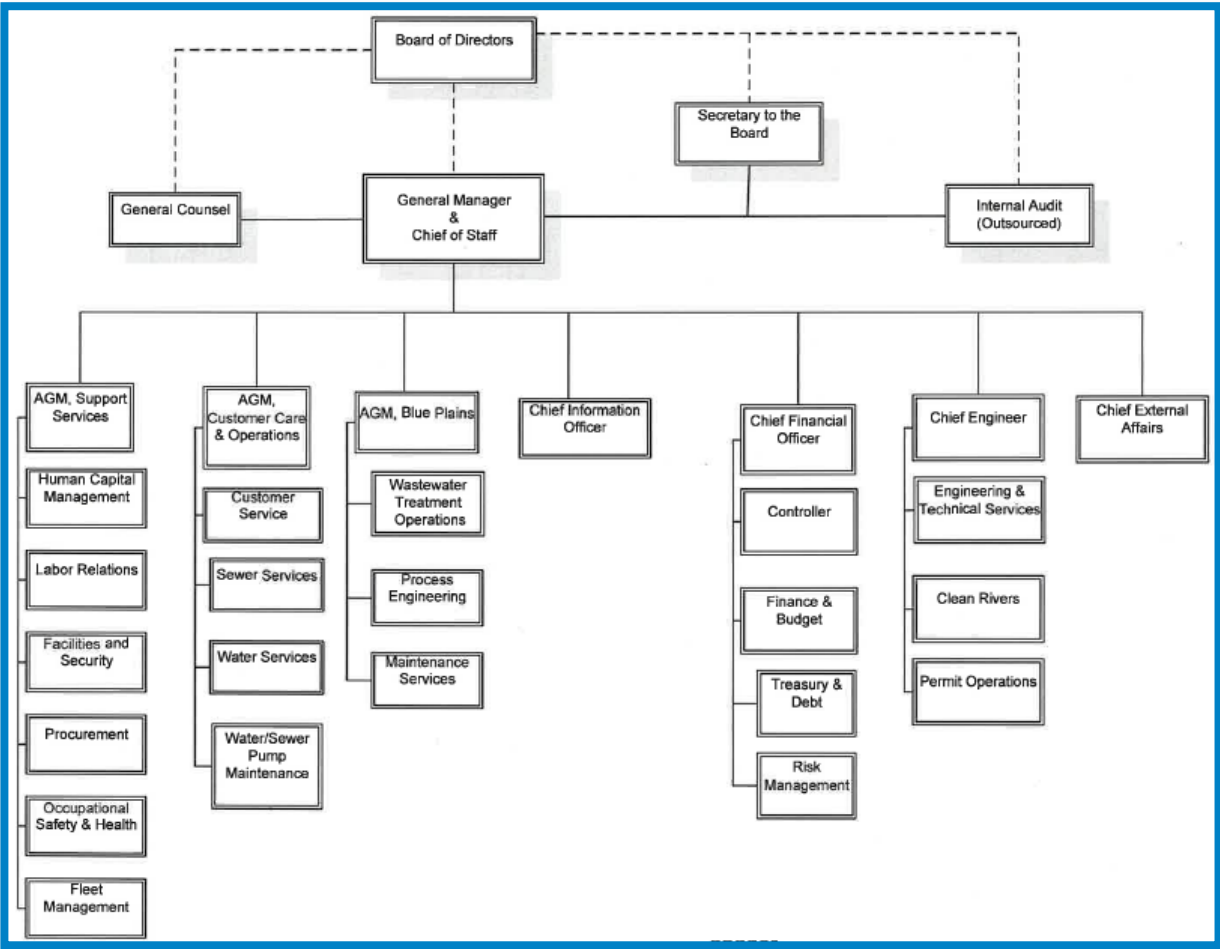 Board of Directors
Secretary to the
Board
General Counsel
General Manager
&
Chief of Staff
Internal Audit
(Outsourced)
AGM, Support
Services
Human Capital
Management
Labor Relations
Facilities and
Security
Procurement
Occupational
Safety & Health
Fleet
Management
AGM,
Customer Care
& Operations
Customer
Service
Sewer Services
Water Services
Water/Sewer
Pump
Maintenance
AGM, Blue Plains
Wastewater
Treatment
Operations
Process
Engineering
Maintenance
Services
Chief Information
Officer
Chief Financial
Officer
Controller
Finance &
Budget
Treasury &
Debt
Risk
Management
Chief Engineer
Engineering &
Technical Services
Clean Rivers
Permit Operations
Chief External
Affairs